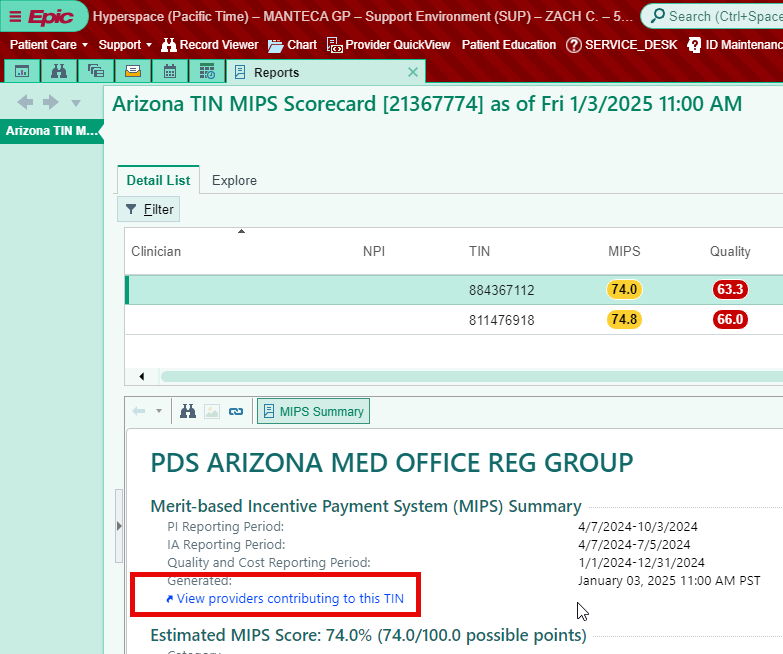 Epic Hyperspace (Pacific Time) – MANTECA GP – Support Environment (SUP) – ZACH C. – 5... Search (Ctrl+Space
Patient Care Support Record Viewer Chart Provider QuickView Patient Education SERVICE_DESK ID Maintenanc
Reports
Arizona TIN M...
Arizona TIN MIPS Scorecard [21367774] as of Fri 1/3/2025 11:00 AM
Detail List Explore
Filter
Clinician NPI TIN MIPS Quality
884367112 74.0 63.3
811476918 74.8 66.0
MIPS Summary
PDS ARIZONA MED OFFICE REG GROUP
Merit-based Incentive Payment System (MIPS) Summary
PI Reporting Period: 4/7/2024-10/3/2024
IA Reporting Period: 4/7/2024-7/5/2024
Quality and Cost Reporting Period: 1/1/2024-12/31/2024
Generated: January 03, 2025 11:00 AM PST
View providers contributing to this TIN
Estimated MIPS Score: 74.0% (74.0/100.0 possible points)